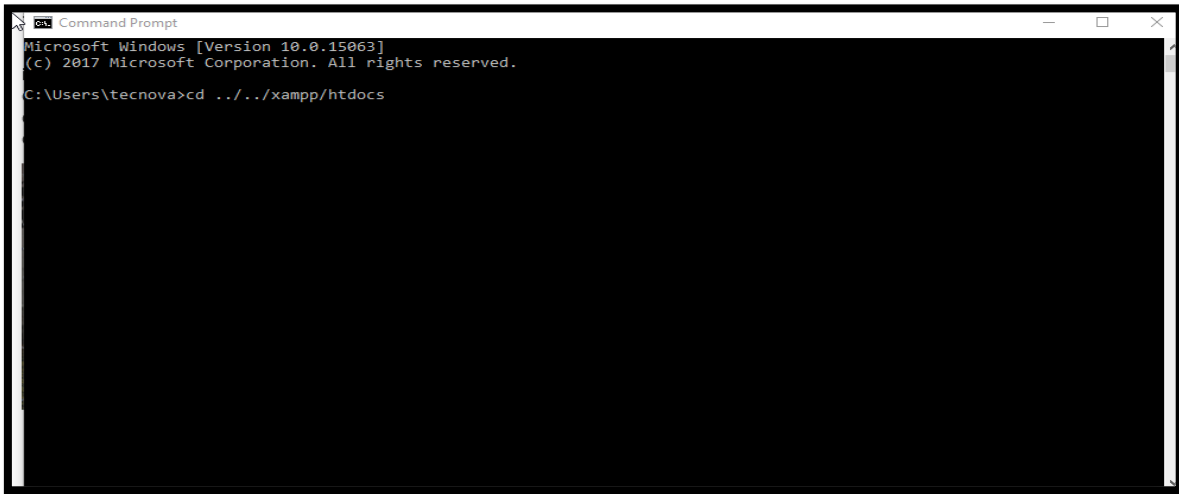 Command Prompt
Microsoft Windows [Version 10.0.15063]
(c) 2017 Microsoft Corporation. All rights reserved.
C:\Users\tecnova>cd ../../xampp/htdocs